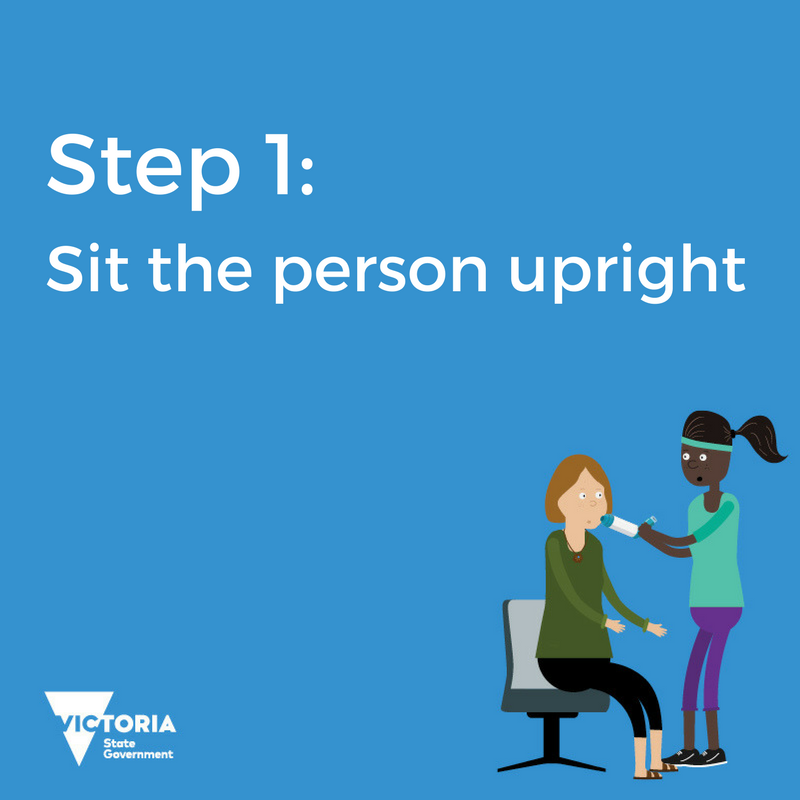 Step 1:
Sit the person upright
VICTORIA
State
Government